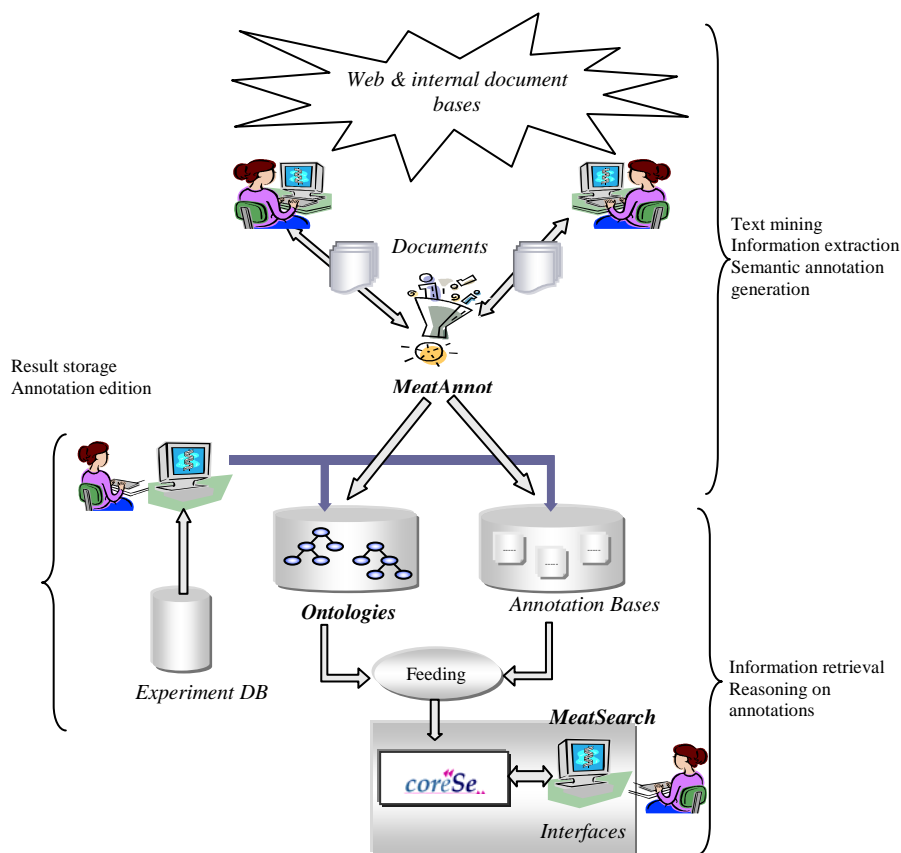 Web & internal document
bases
Documents
Text mining
Information extraction
Semantic annotation
generation
Result storage
Annotation edition
MeatAnnot
Ontologies
Annotation Bases
Experiment DB
Feeding
Information retrieval
Reasoning on
annotations
MeatSearch
coreSe
Interfaces